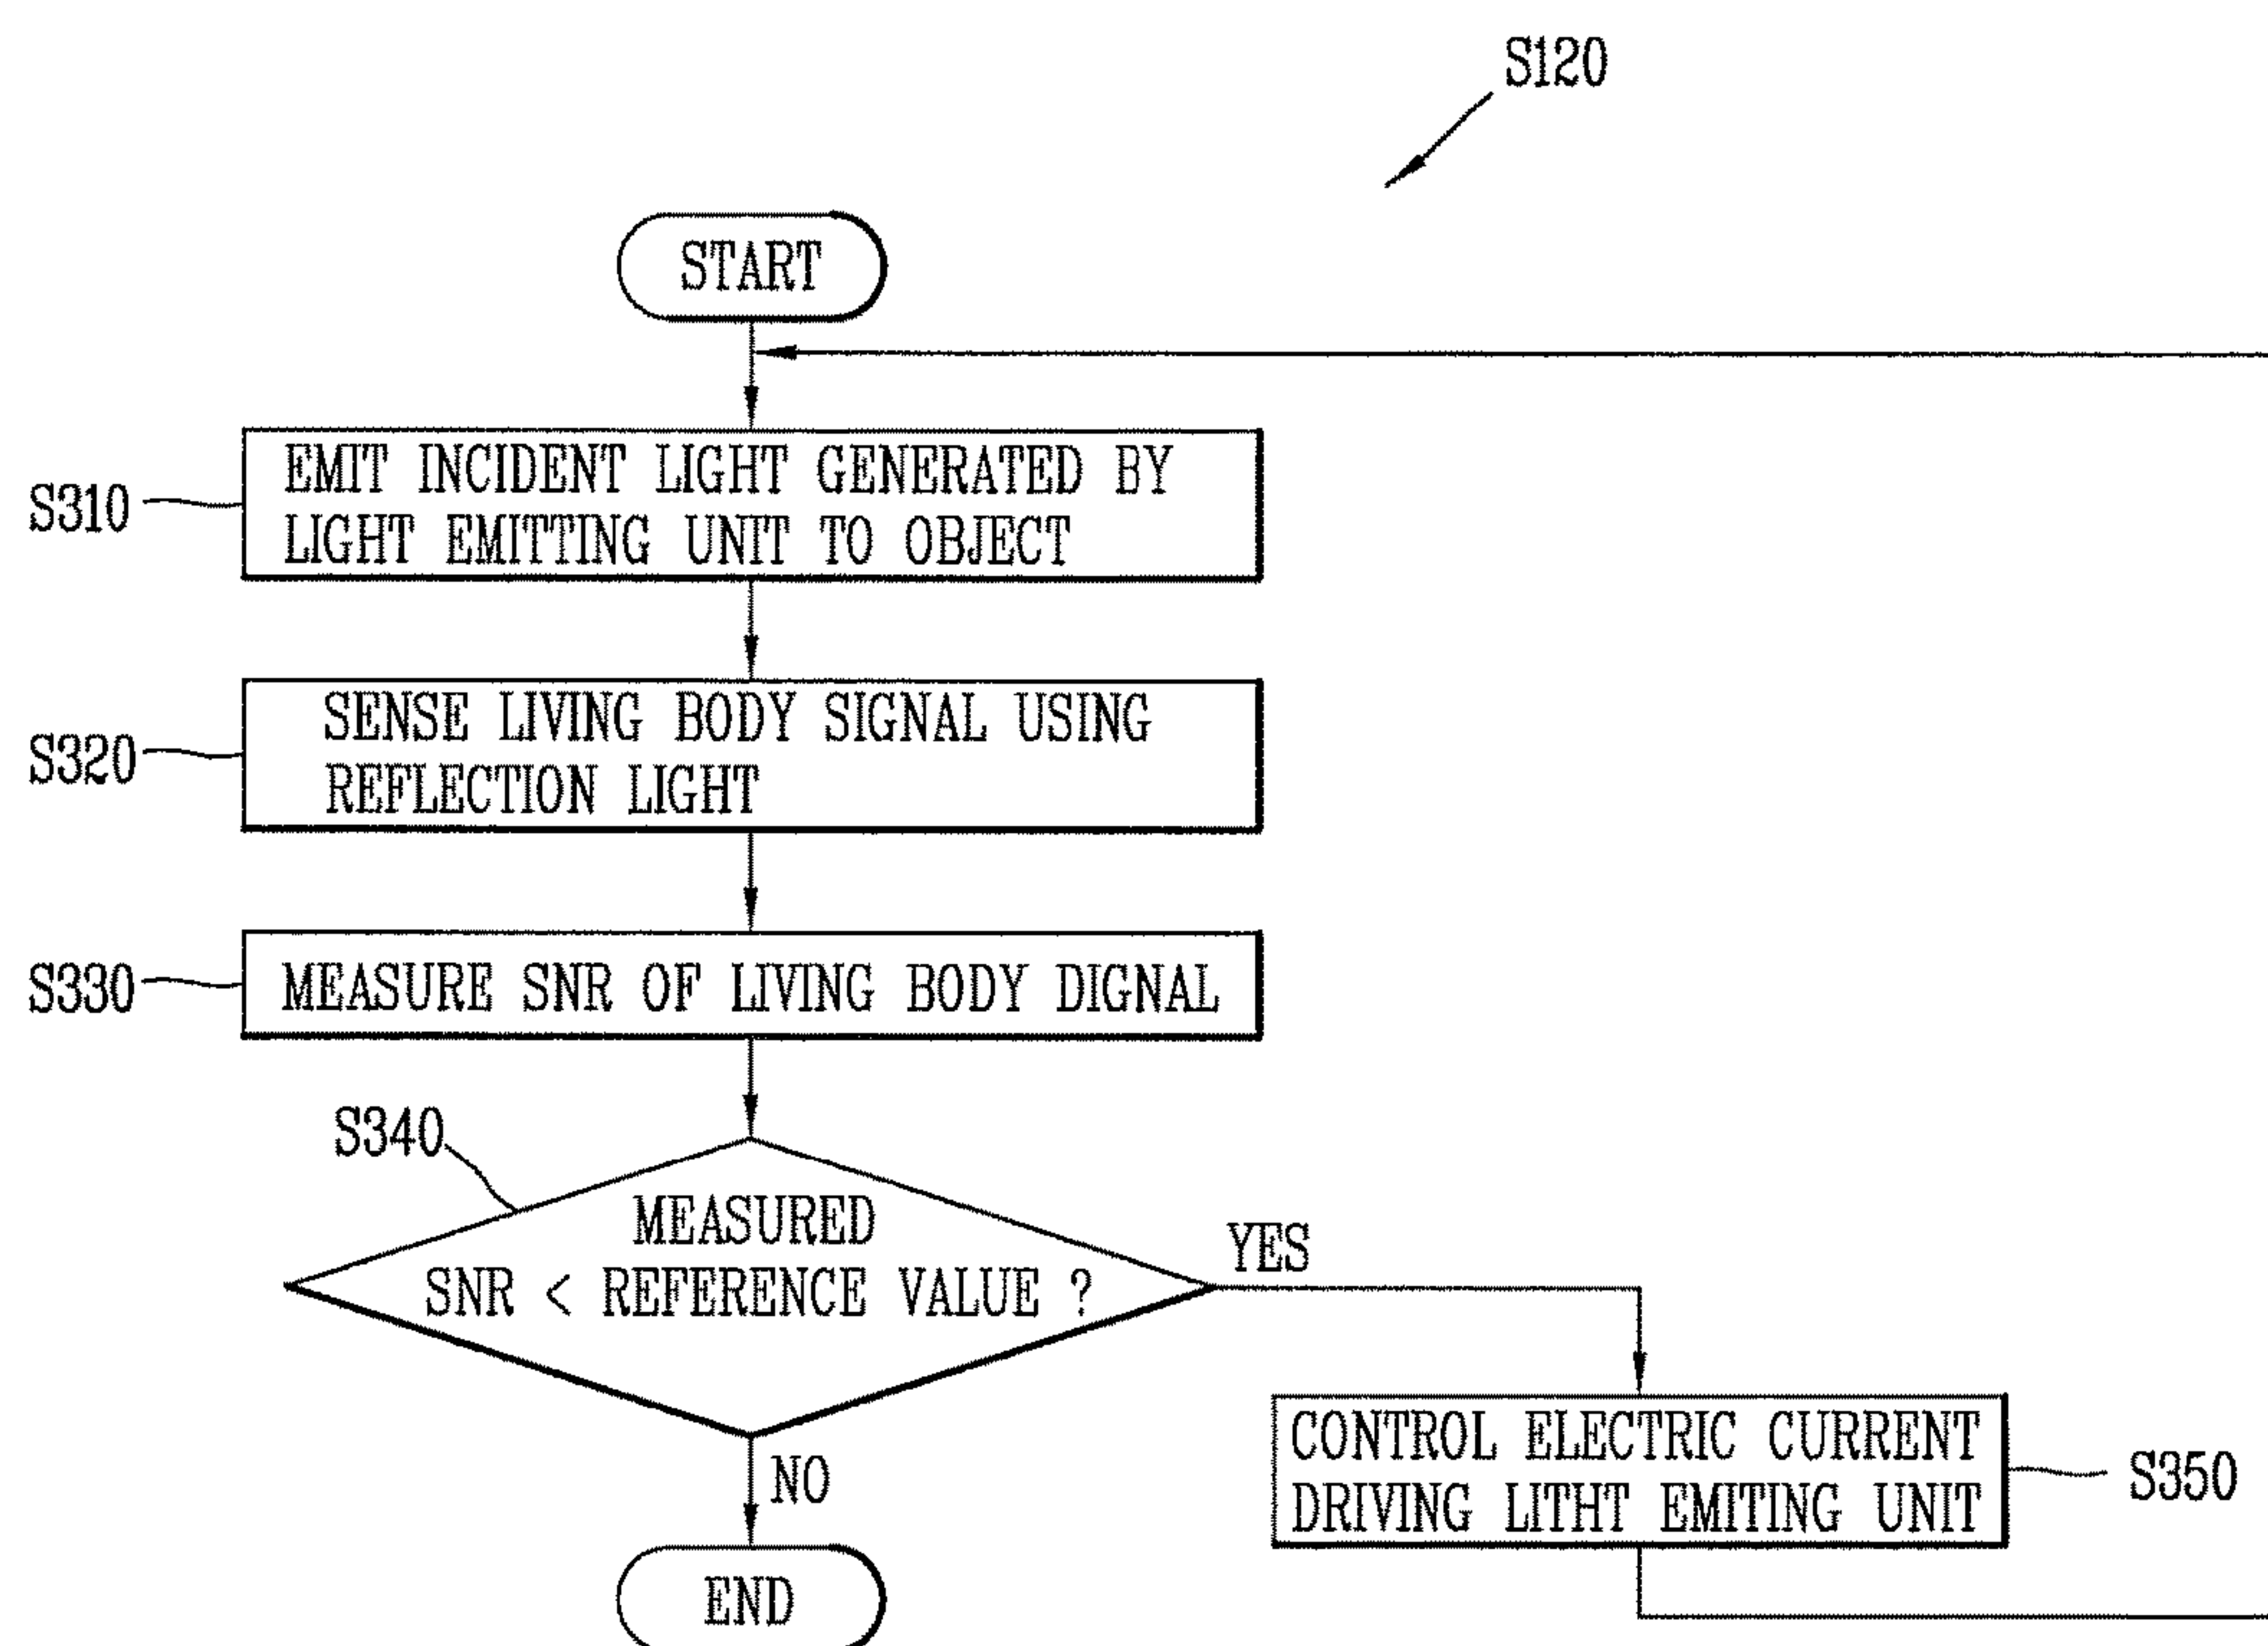 S120
START
S310
EMIT INCIDENT LIGHT GENERATED BY
LIGHT EMITTING UNIT TO OBJECT
S320
SENSE LIVING BODY SIGNAL USING
REFLECTION LIGHT
S330
MEASURE SNR OF LIVING BODY DIGNAL
S340
MEASURED
SNR < REFERENCE VALUE ?
YES
NO
CONTROL ELECTRIC CURRENT
DRIVING LITHT EMITING UNIT
S350
END